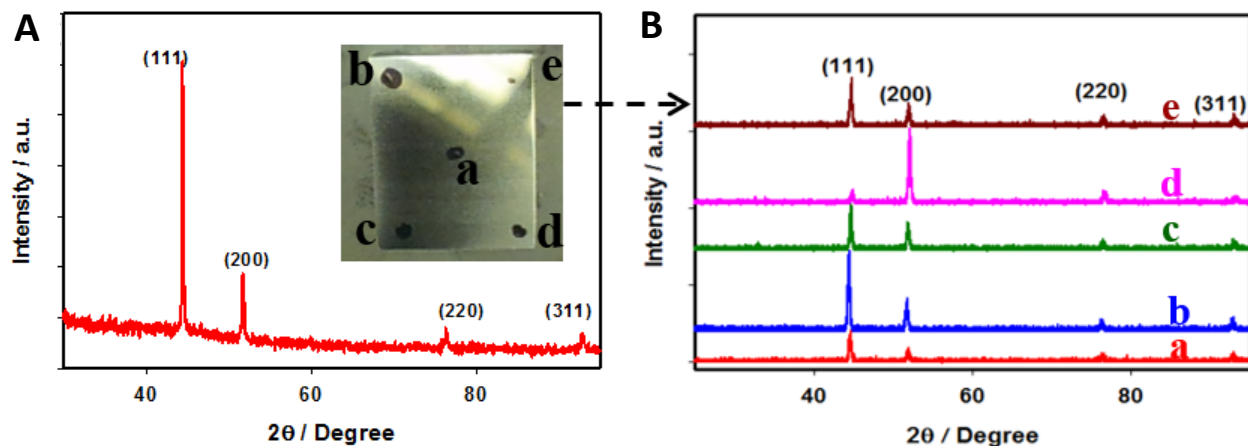 A
(111)
b
e
a
c
d
(200)
(220)
(311)
40
60
80
2θ / Degree
Intensity / a.u.
B
(111)
(200)
(220)
(311)
e
d
c
b
a
40
60
80
2θ / Degree
Intensity / a.u.